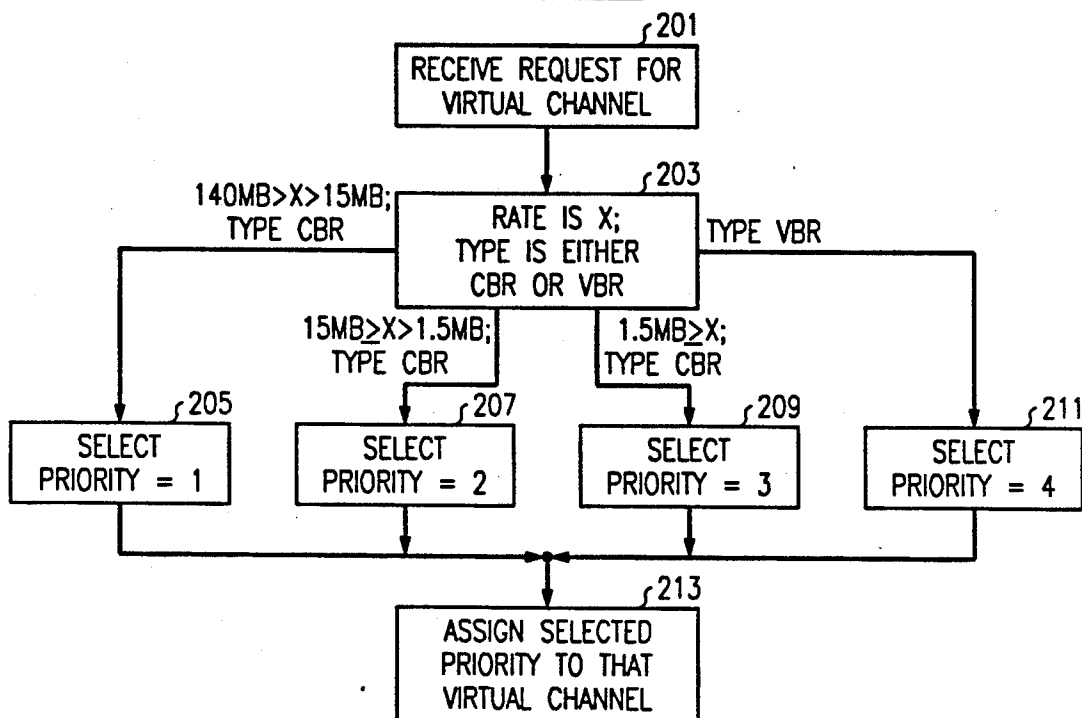 201
RECEIVE REQUEST FOR
VIRTUAL CHANNEL
203
140MB>X>15MB;
TYPE CBR
RATE IS X;
TYPE IS EITHER
CBR OR VBR
TYPE VBR
15MB≥X>1.5MB;
TYPE CBR
1.5MB≥X;
TYPE CBR
205
SELECT
PRIORITY = 1
207
SELECT
PRIORITY = 2
209
SELECT
PRIORITY = 3
211
SELECT
PRIORITY = 4
213
ASSIGN SELECTED
PRIORITY TO THAT
VIRTUAL CHANNEL